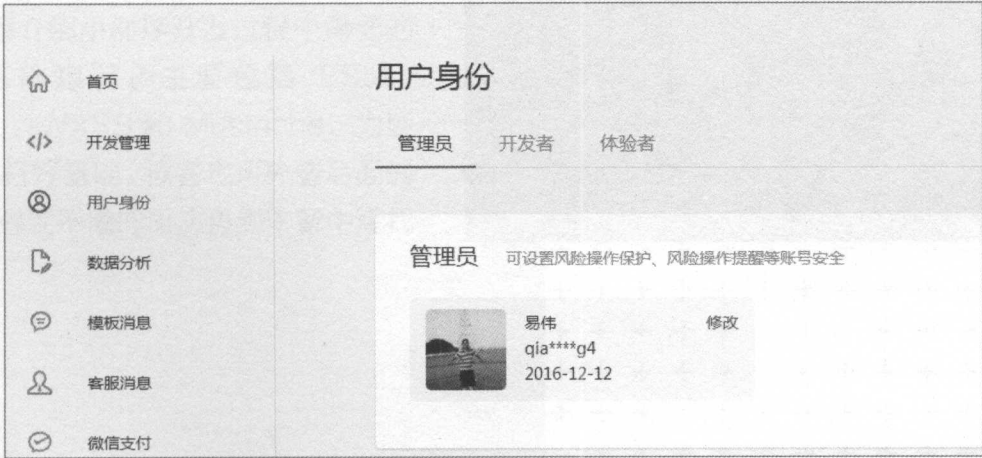 首页
开发管理
用户身份
数据分析
模板消息
客服消息
微信支付
用户身份
管理员 开发者 体验者
管理员 可设置风险操作保护、风险操作提醒等账号安全
易伟 修改
qia****g4
2016-12-12